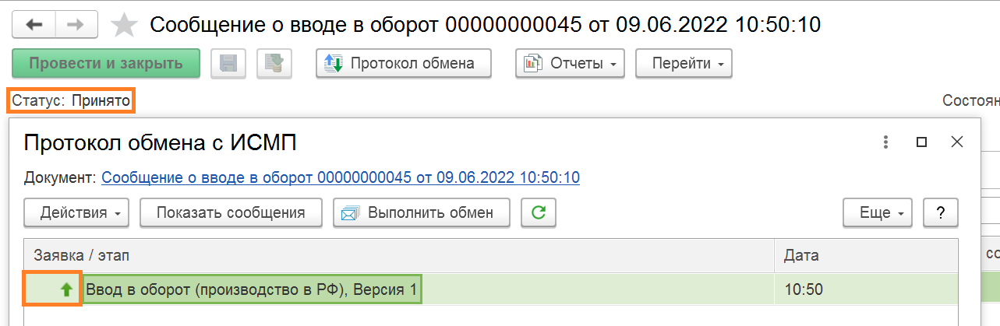 Сообщение о вводе в оборот 00000000045 от 09.06.2022 10:50:10
Провести и закрыть Протокол обмена Отчеты Перейти
Статус: Принято Состоян
Протокол обмена с ИСМП
Документ: Сообщение о вводе в оборот 00000000045 от 09.06.2022 10:50:10
Действия Показать сообщения Выполнить обмен Еще ?
Заявка / этап Дата со
Ввод в оборот (производство в РФ), Версия 1 10:50